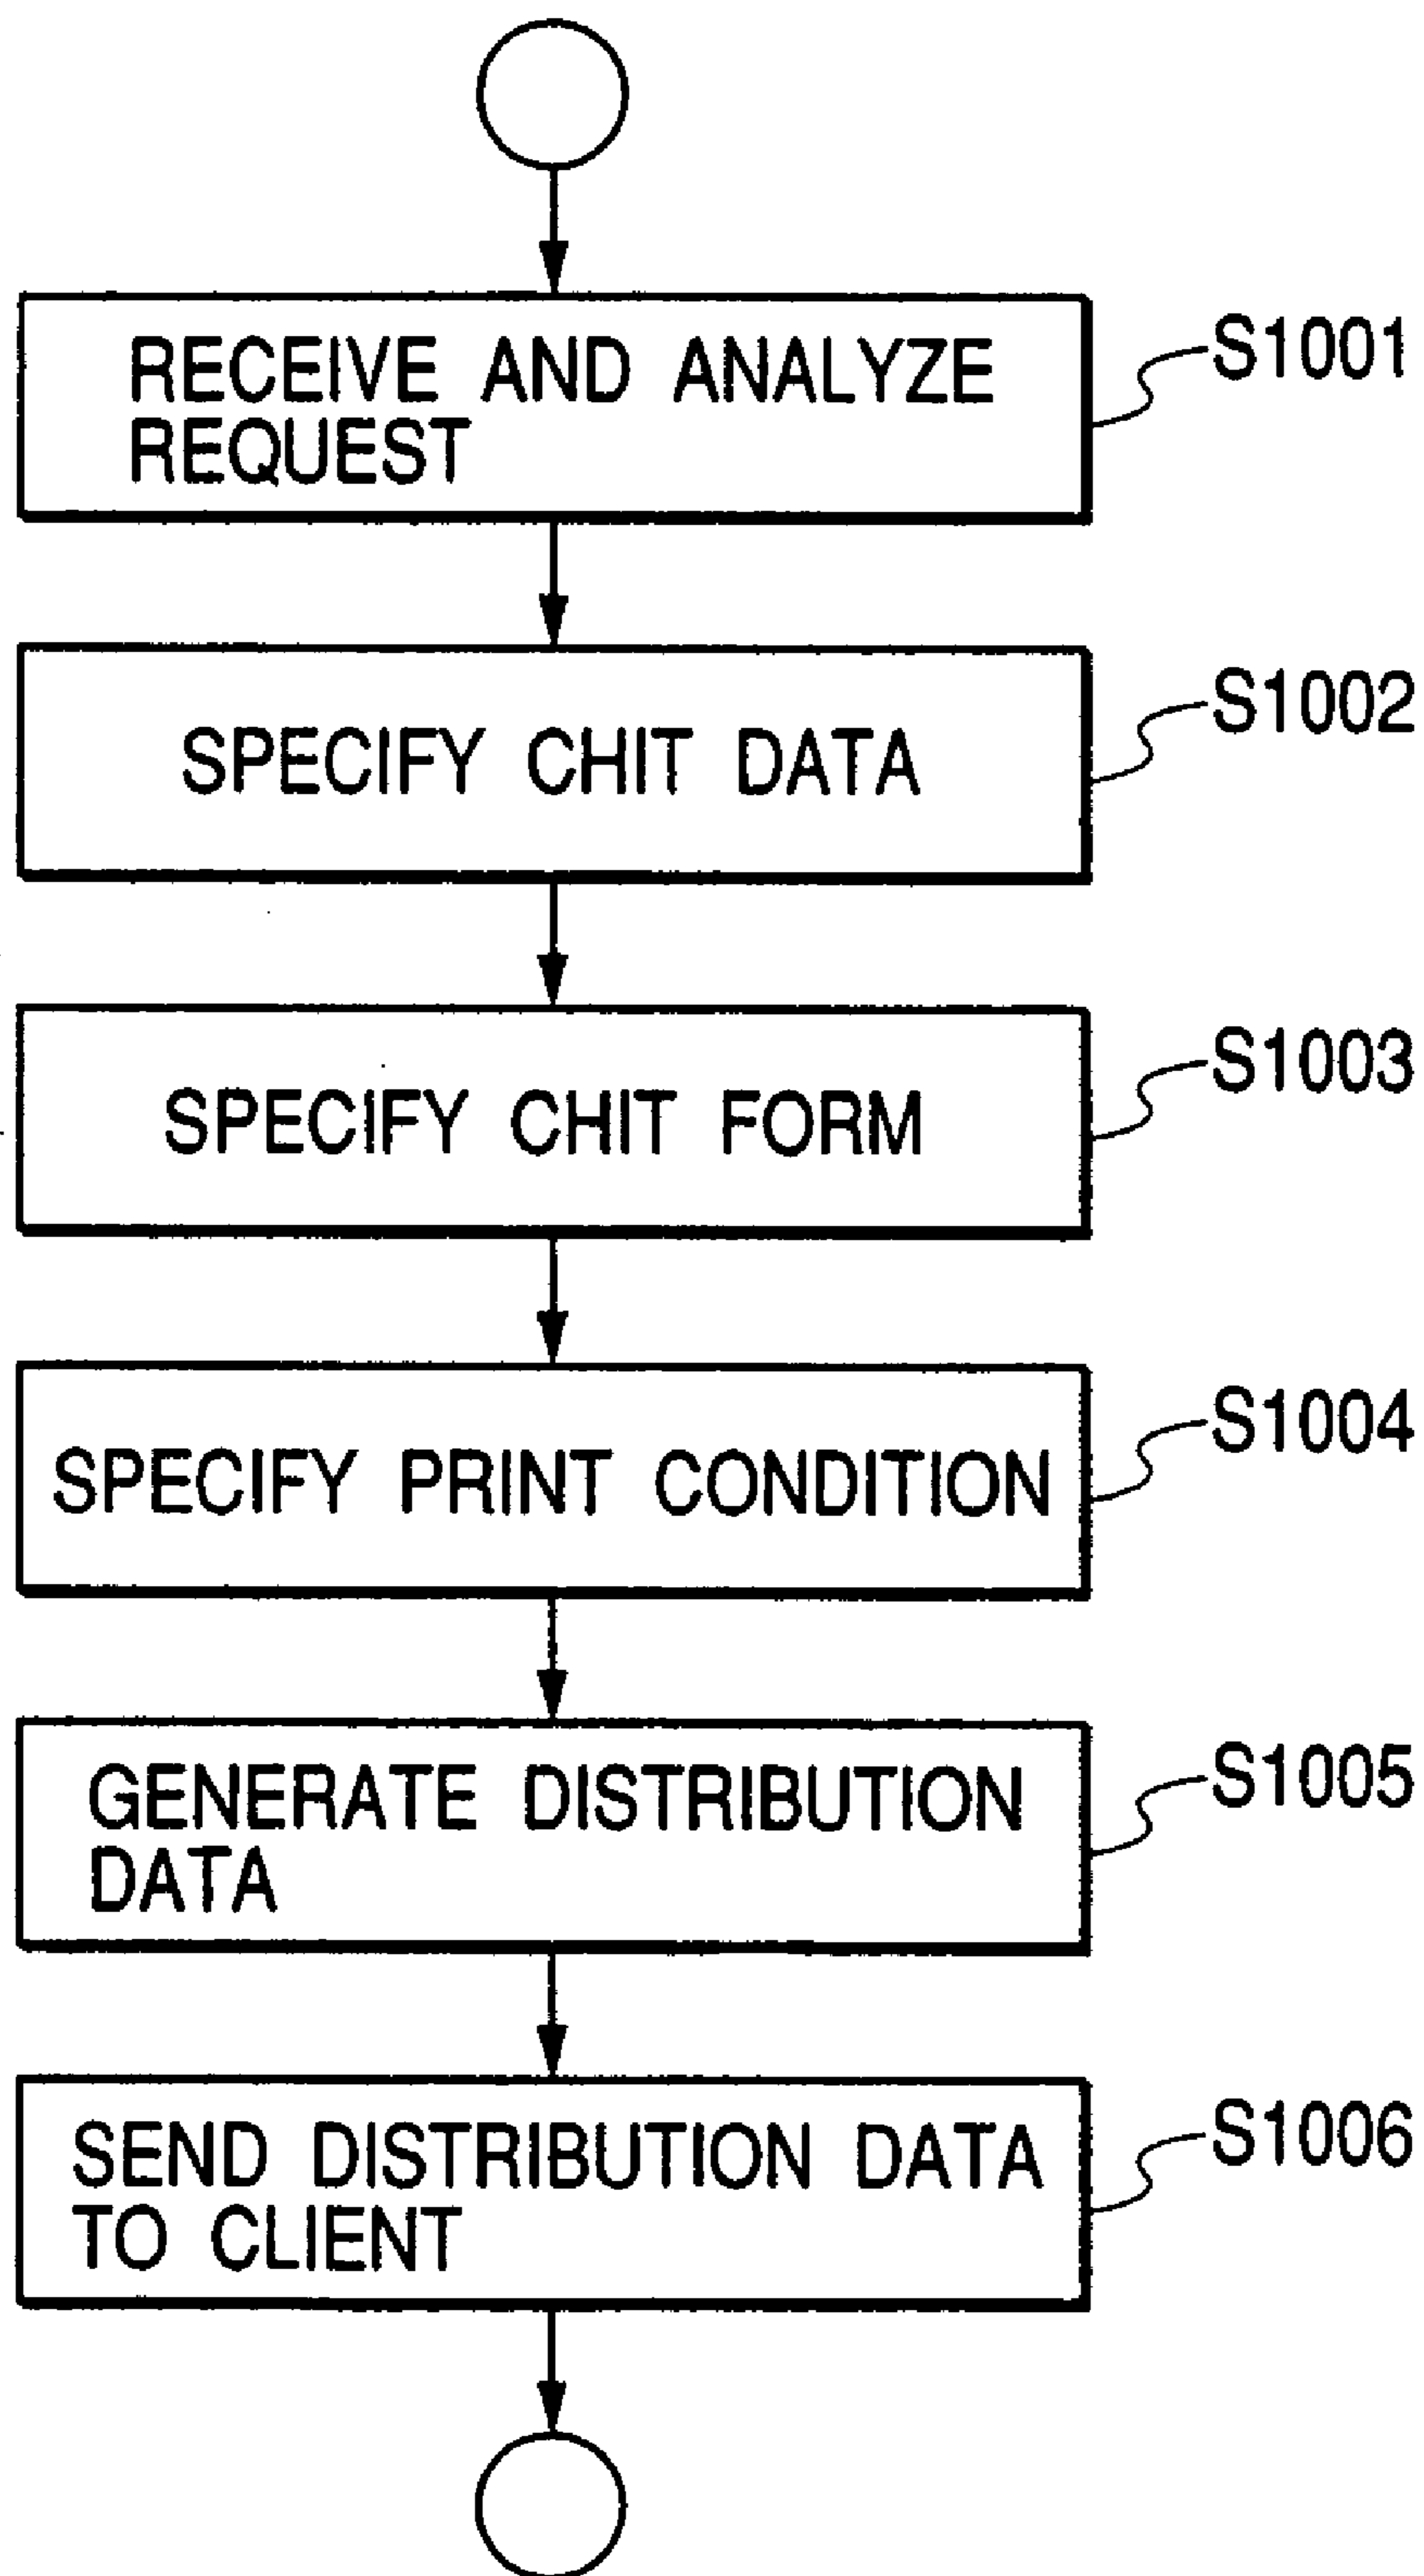 RECEIVE AND ANALYZE
REQUEST
S1001
SPECIFY CHIT DATA
S1002
SPECIFY CHIT FORM
S1003
SPECIFY PRINT CONDITION
S1004
GENERATE DISTRIBUTION
DATA
S1005
SEND DISTRIBUTION DATA
TO CLIENT
S1006